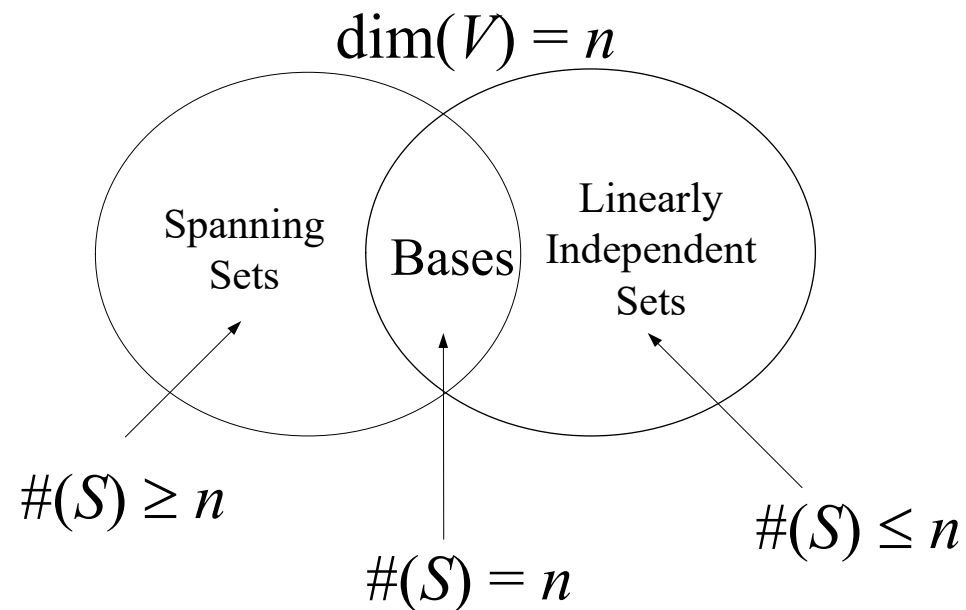 dim(V) = n
Spanning
Sets
Bases
Linearly
Independent
Sets
#(S) ≥ n
#(S) = n
#(S) ≤ n